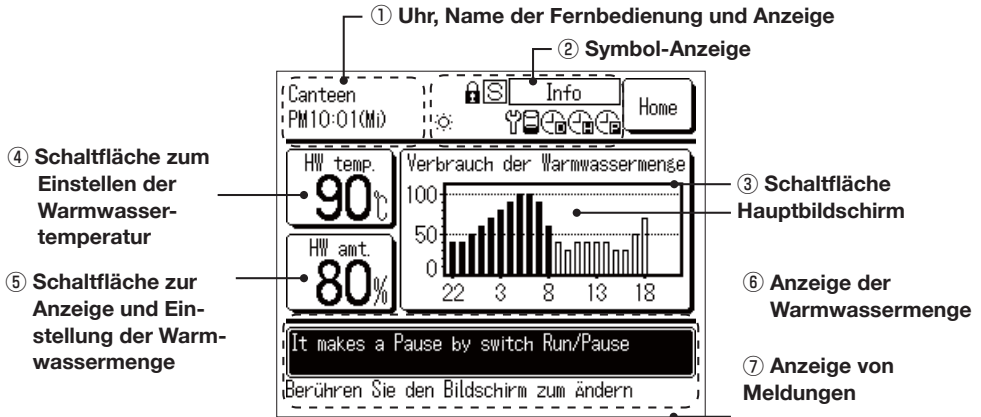 ① Uhr, Name der Fernbedienung und Anzeige
② Symbol-Anzeige
Canteen
PM10:01(Mi)
S
Info
Home
④ Schaltfläche zum
Einstellen der
Warmwasser-
temperatur
HW temp.
90℃
Verbrauch der Warmwassermenge
100
50
0
22 3 8 13 18
③ Schaltfläche
Hauptbildschirm
⑤ Schaltfläche zur
Anzeige und Ein-
stellung der Warm-
wassermenge
HW amt.
80%
⑥ Anzeige der
Warmwassermenge
It makes a Pause by switch Run/Pause
Berühren Sie den Bildschirm zum ändern
⑦ Anzeige von
Meldungen